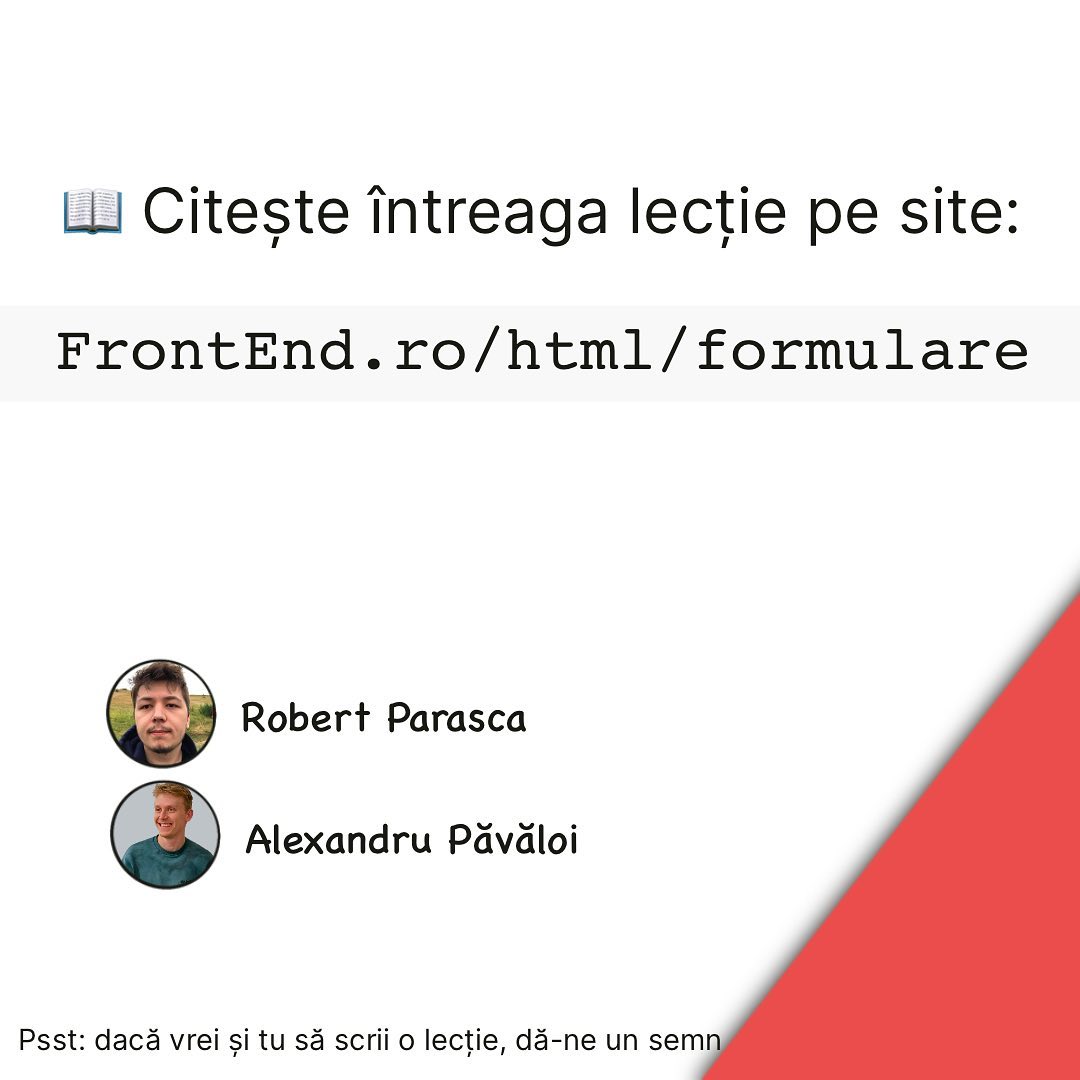 📖 Citește întreaga lecție pe site:
FrontEnd.ro/html/formulare
Robert Parasca
Alexandru Păvăloi
Psst: dacă vrei și tu să scrii o lecție, dă-ne un semn